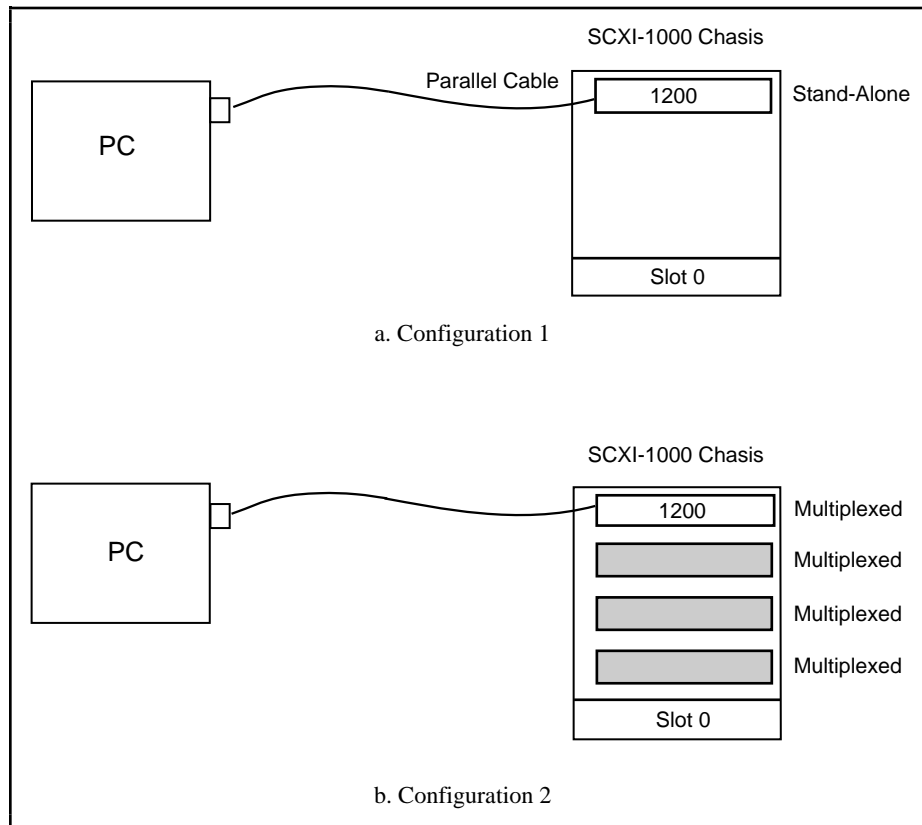 SCXI-1000 Chasis
Parallel Cable
1200
Stand-Alone
PC
Slot 0
a. Configuration 1
SCXI-1000 Chasis
1200
Multiplexed
PC
Multiplexed
Multiplexed
Multiplexed
Slot 0
b. Configuration 2